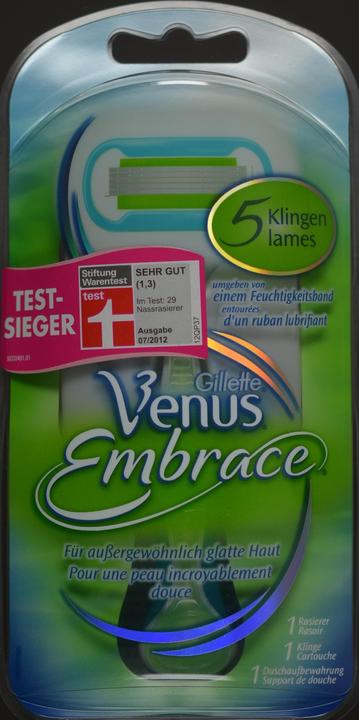 5 Klingen
lames
umgeben von
einem Feuchtigkeitsband
entourées
d'un ruban lubrifiant
TEST-
SIEGER
Stiftung
Warentest
test
1
SEHR GUT
(1,3)
Im Test: 29
Nassrasierer
Ausgabe
07/2012
12QP37
Gillette
Venus
Embrace
Für außergewöhnlich glatte Haut
Pour une peau incroyablement
douce
1 Rasierer
Rasoir
1 Klinge
Cartouche
1 Duschaufbewahrung
Support de douche